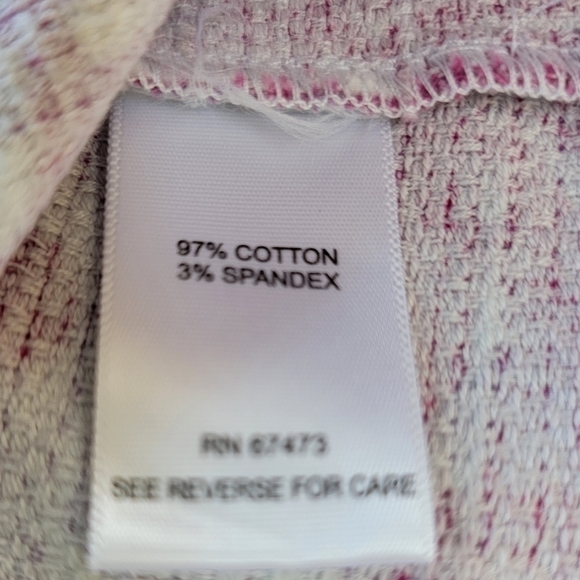 97% COTTON
3% SPANDEX
RN 67473
SEE REVERSE FOR CARE